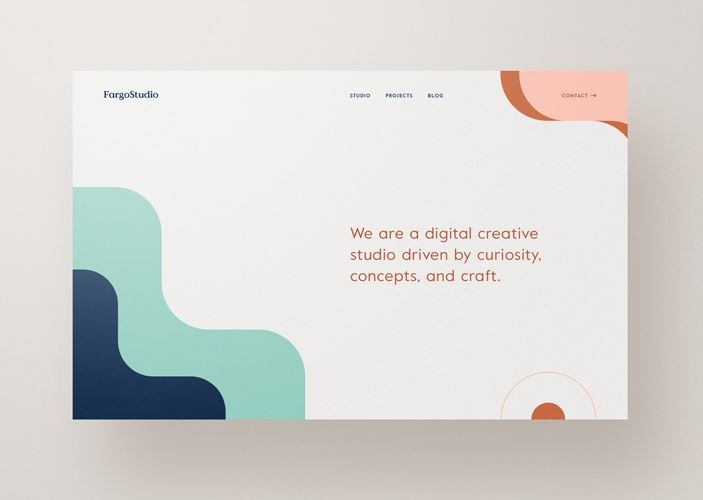 FargoStudio
STUDIO PROJECTS BLOG
CONTACT →
We are a digital creative
studio driven by curiosity,
concepts, and craft.